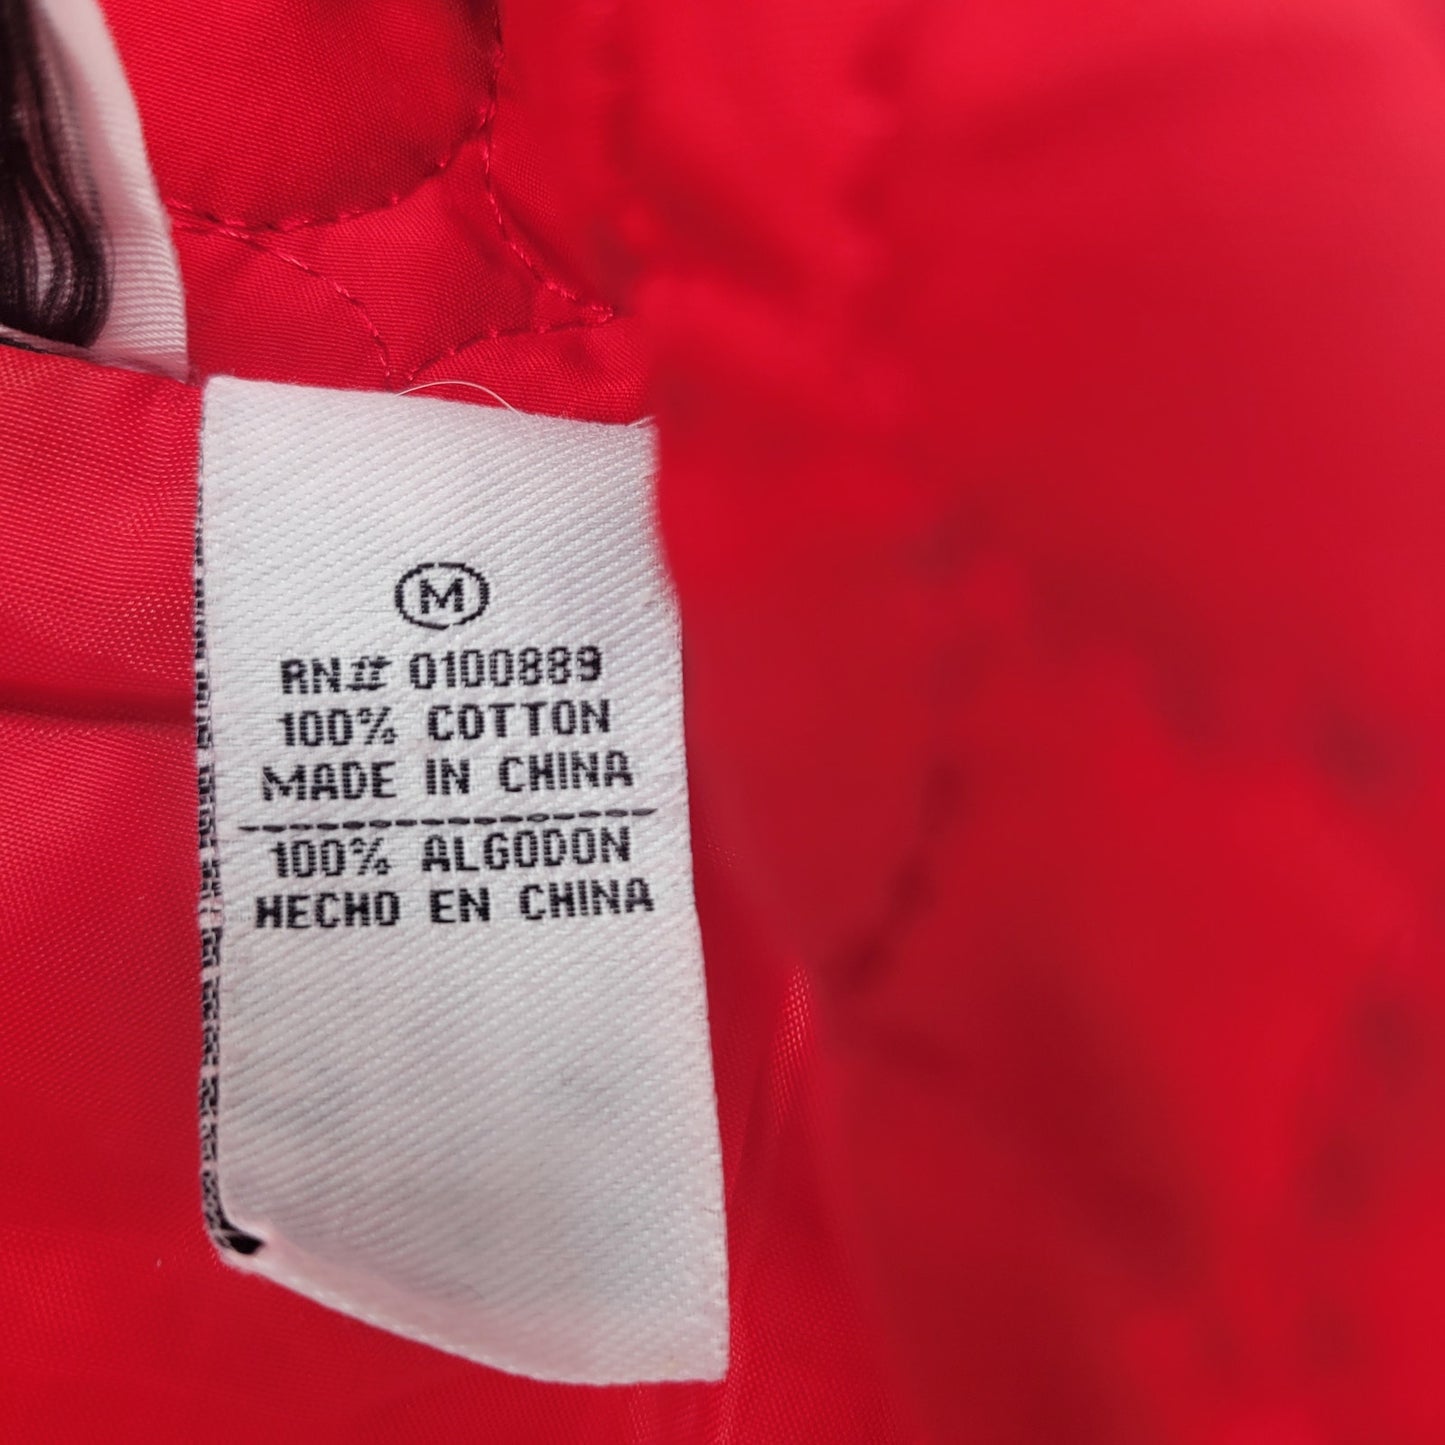 M
RN# 0100889
100% COTTON
MADE IN CHINA
100% ALGODON
HECHO EN CHINA